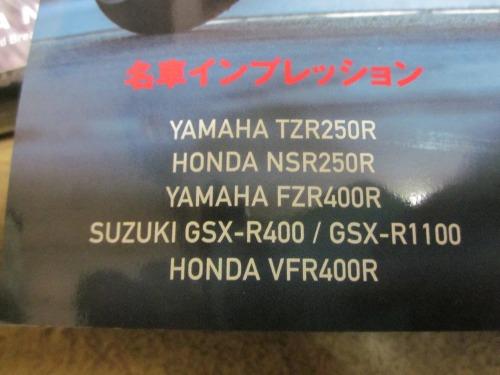 名車インプレッション
YAMAHA TZR250R
HONDA NSR250R
YAMAHA FZR400R
SUZUKI GSX-R400 / GSX-R1100
HONDA VFR400R